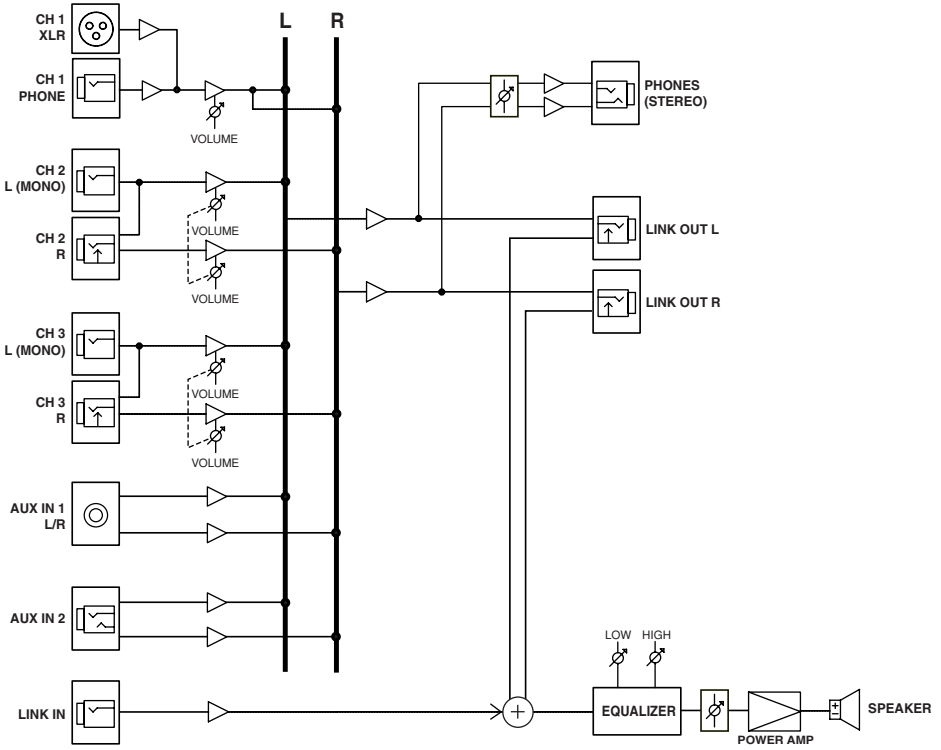 L R
CH 1
XLR
CH 1
PHONE
VOLUME
CH 2
L (MONO)
VOLUME
CH 2
R
VOLUME
CH 3
L (MONO)
VOLUME
CH 3
R
VOLUME
AUX IN 1
L/R
AUX IN 2
LINK IN
PHONES
(STEREO)
LINK OUT L
LINK OUT R
LOW HIGH
EQUALIZER
POWER AMP
+
-
SPEAKER